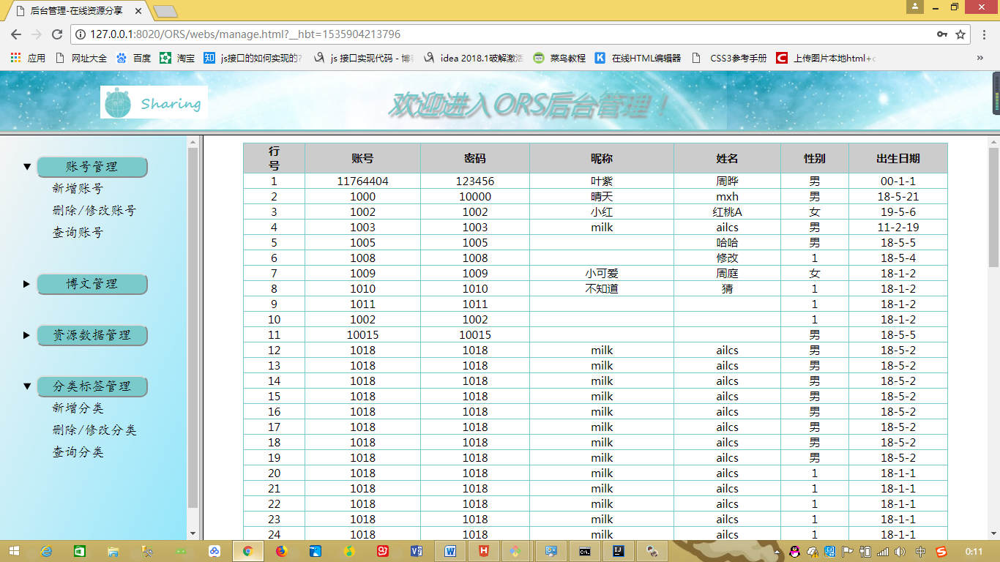 后台管理-在线资源分享
127.0.0.1:8020/ORS/webs/manage.html?__hbt=1535904213796
应用 网址大全 百度 淘宝 js接口的如何实现的? js 接口实现代码 - 博 idea 2018.1破解激活 菜鸟教程 在线HTML编辑器 CSS3参考手册 上传图片本地html+c
Sharing
欢迎进入ORS后台管理！
账号管理
新增账号
删除/修改账号
查询账号
博文管理
资源数据管理
分类标签管理
新增分类
删除/修改分类
查询分类
行号 账号 密码 昵称 姓名 性别 出生日期
1 11764404 123456 叶紫 周晔 男 00-1-1
2 1000 10000 晴天 mxh 男 18-5-21
3 1002 1002 小红 红桃A 女 19-5-6
4 1003 1003 milk ailcs 男 11-2-19
5 1005 1005 哈哈 男 18-5-5
6 1008 1008 修改 1 18-5-4
7 1009 1009 小可爱 周庭 女 18-1-2
8 1010 1010 不知道 猜 1 18-1-2
9 1011 1011 1 18-1-2
10 1002 1002 1 18-1-2
11 10015 10015 男 18-5-5
12 1018 1018 milk ailcs 男 18-5-2
13 1018 1018 milk ailcs 男 18-5-2
14 1018 1018 milk ailcs 男 18-5-2
15 1018 1018 milk ailcs 男 18-5-2
16 1018 1018 milk ailcs 男 18-5-2
17 1018 1018 milk ailcs 男 18-5-2
18 1018 1018 milk ailcs 男 18-5-2
19 1018 1018 milk ailcs 男 18-5-2
20 1018 1018 milk ailcs 1 18-1-1
21 1018 1018 milk ailcs 1 18-1-1
22 1018 1018 milk ailcs 1 18-1-1
23 1018 1018 milk ailcs 1 18-1-1
24 1018 1018 milk ailcs 1 18-1-1
中
0:11